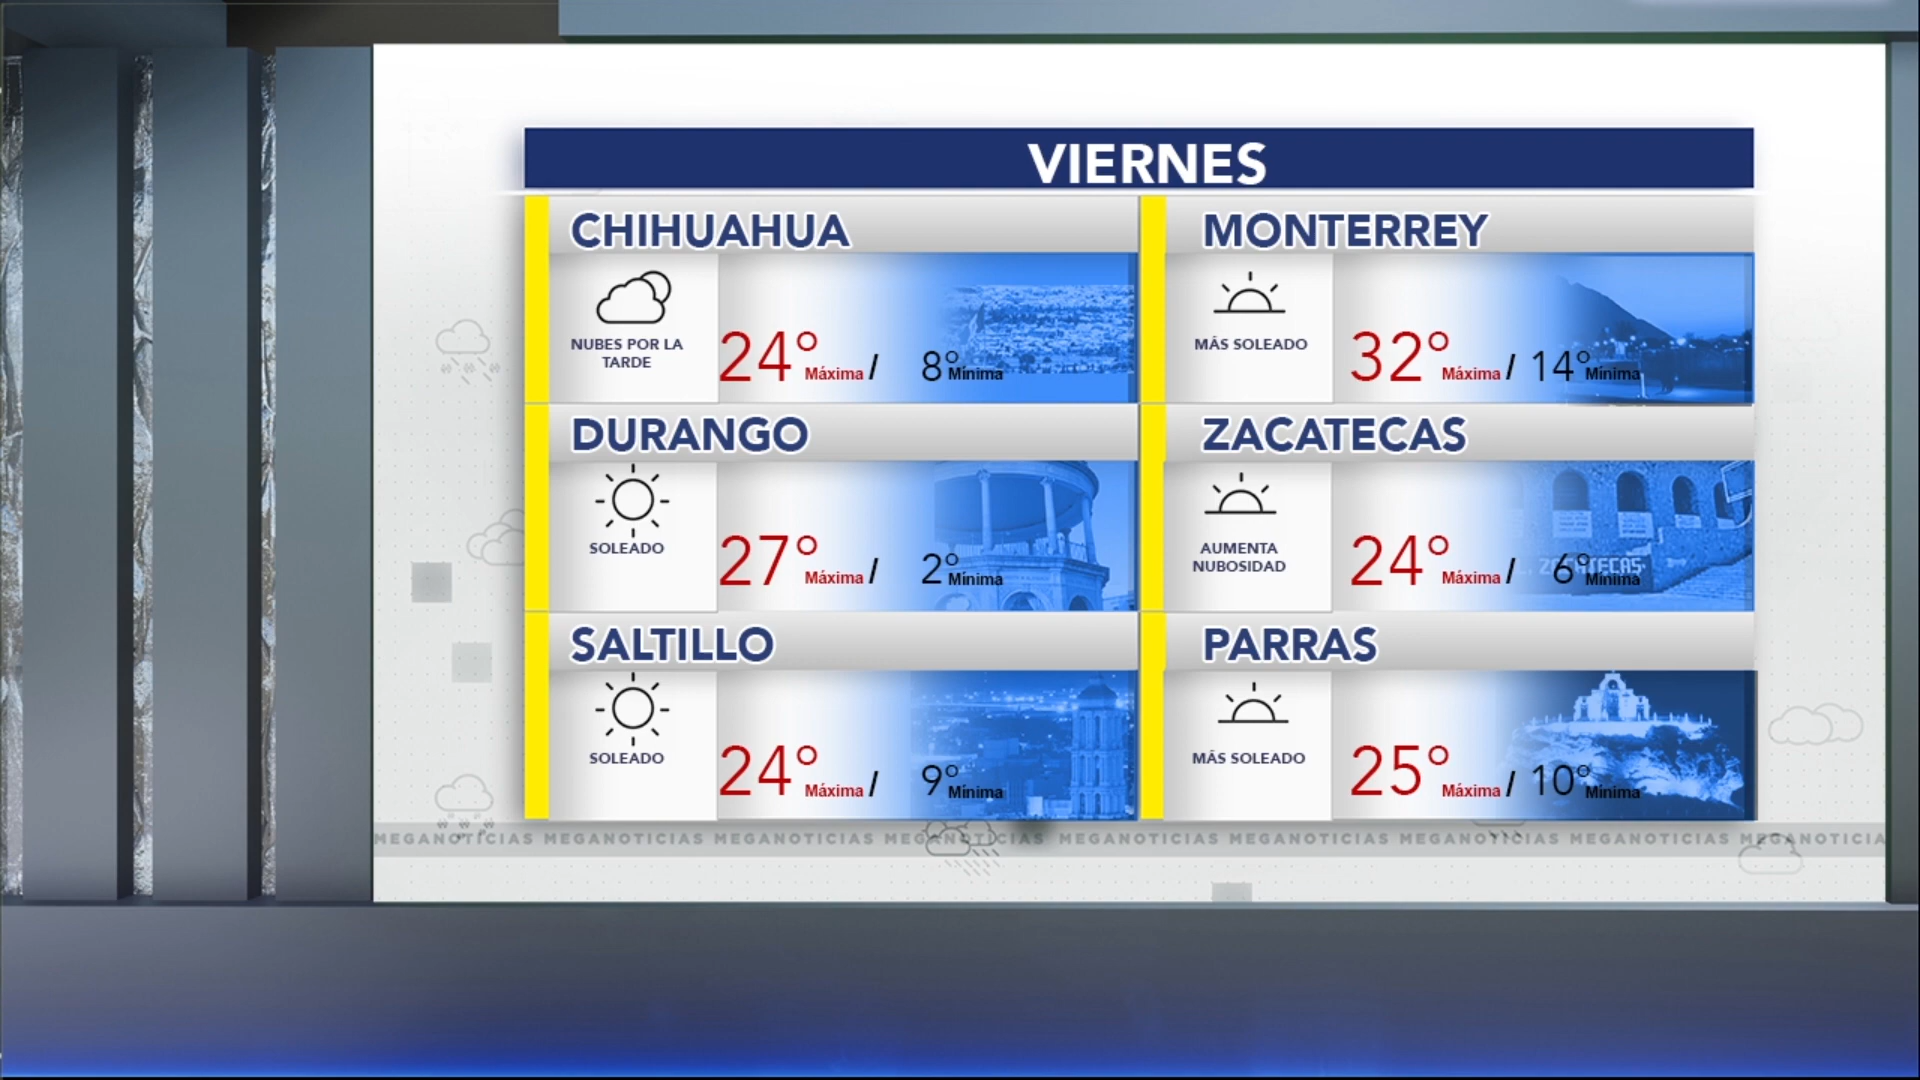 VIERNES
CHIHUAHUA
NUBES POR LA
TARDE
24° Máxima / 8° Mínima
MONTERREY
MÁS SOLEADO
32° Máxima / 14° Mínima
DURANGO
SOLEADO
27° Máxima / 2° Mínima
ZACATECAS
AUMENTA
NUBOSIDAD
24° Máxima / 6° Mínima
ZACATECAS
SALTILLO
SOLEADO
24° Máxima / 9° Mínima
PARRAS
MÁS SOLEADO
25° Máxima / 10° Mínima
MEGANOTICIAS MEGANOTICIAS MEGANOTICIAS MEGANOTICIAS MEGANOTICIAS MEGANOTICIAS MEGANOTICIAS MEGANOTICIAS MEGANOTICIA